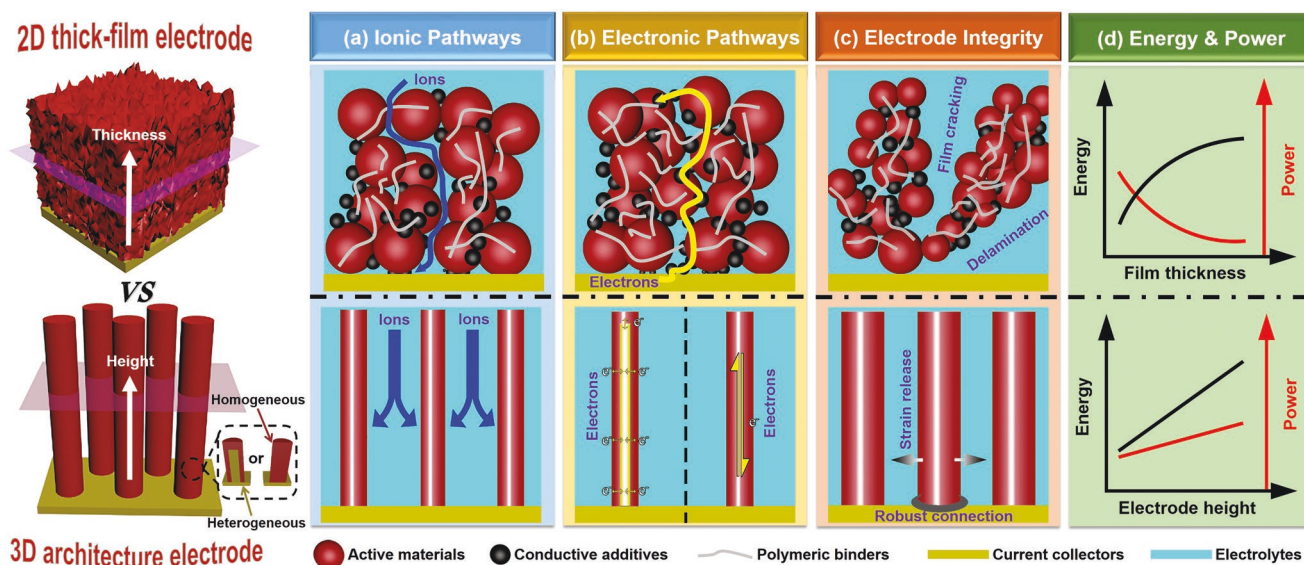 2D thick-film electrode
Thickness
VS
Height
Homogeneous
or
Heterogeneous
3D architecture electrode
(a) Ionic Pathways
Ions
Ions
Ions
(b) Electronic Pathways
Electrons
e⁻
e⁻ e⁻
e⁻ e⁻
e⁻ e⁻
Electrons
e⁻
Electrons
(c) Electrode Integrity
Film cracking
Delamination
Strain release
Robust connection
(d) Energy & Power
Energy
Power
Film thickness
Energy
Power
Electrode height
Active materials
Conductive additives
Polymeric binders
Current collectors
Electrolytes